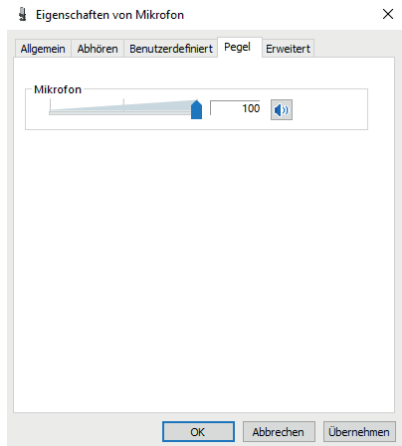 Eigenschaften von Mikrofon
Allgemein Abhören Benutzerdefiniert Pegel Erweitert
Mikrofon
100
OK Abbrechen Übernehmen